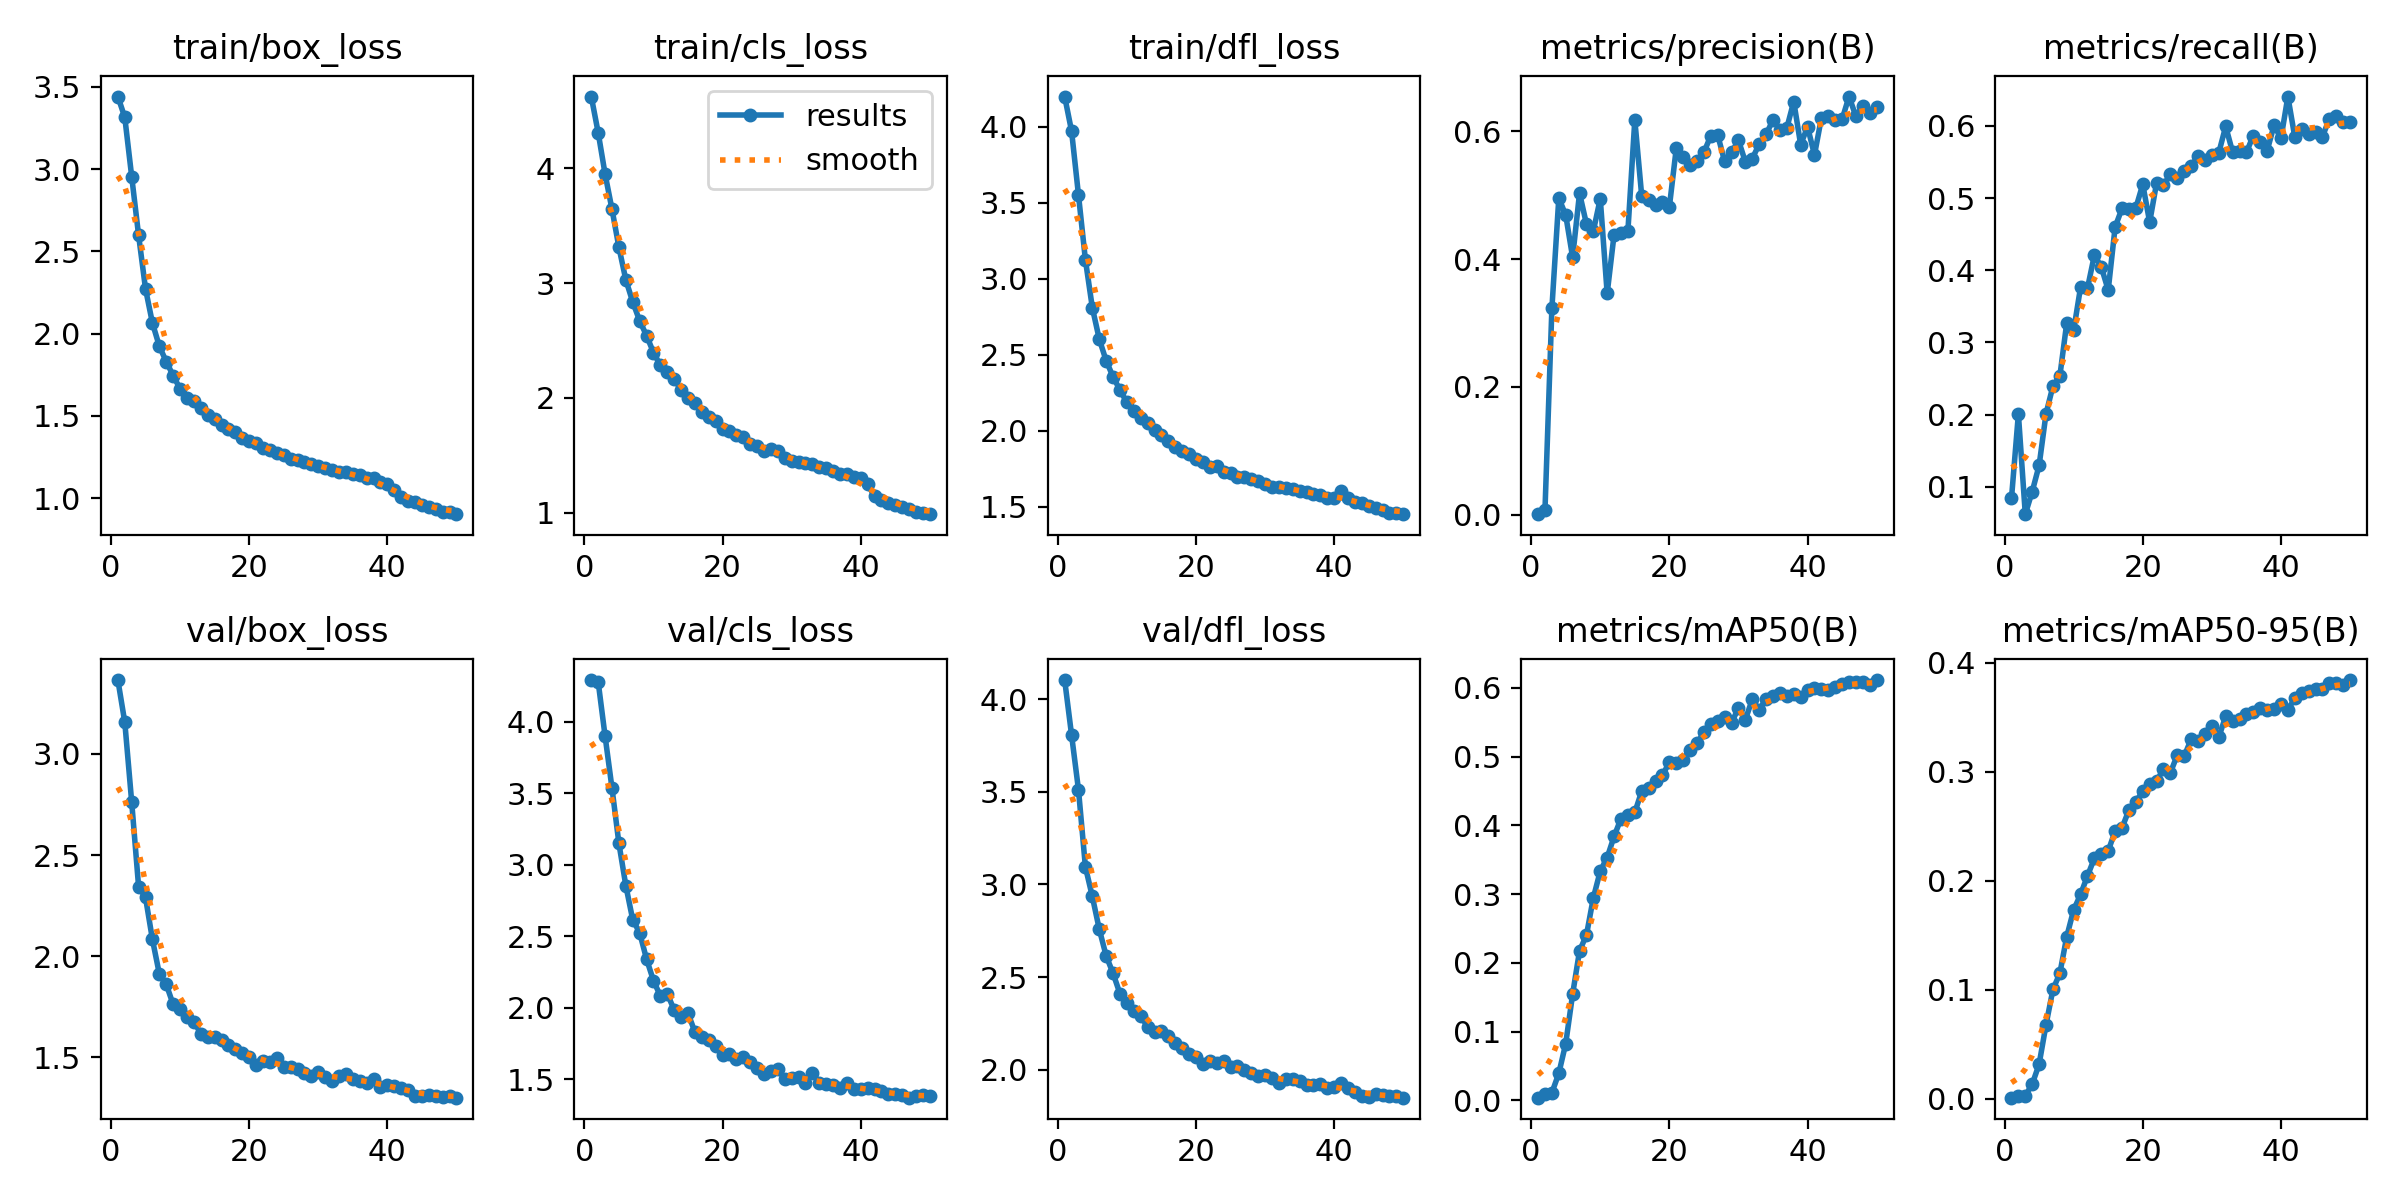 train/box_loss
3.5
3.0
2.5
2.0
1.5
1.0
0 20 40
train/cls_loss
results
smooth
4
3
2
1
0 20 40
train/dfl_loss
4.0
3.5
3.0
2.5
2.0
1.5
0 20 40
metrics/precision(B)
0.6
0.4
0.2
0.0
0 20 40
metrics/recall(B)
0.6
0.5
0.4
0.3
0.2
0.1
0 20 40
val/box_loss
3.0
2.5
2.0
1.5
0 20 40
val/cls_loss
4.0
3.5
3.0
2.5
2.0
1.5
0 20 40
val/dfl_loss
4.0
3.5
3.0
2.5
2.0
0 20 40
metrics/mAP50(B)
0.6
0.5
0.4
0.3
0.2
0.1
0.0
0 20 40
metrics/mAP50-95(B)
0.4
0.3
0.2
0.1
0.0
0 20 40